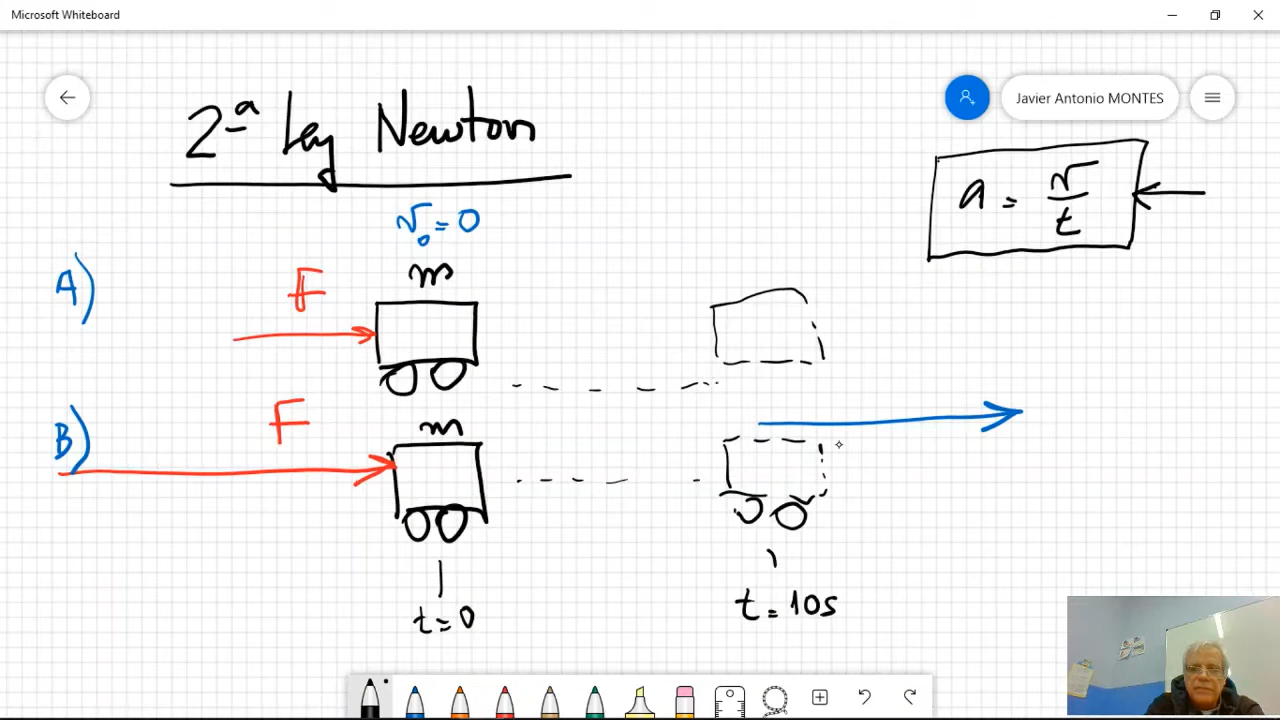 Microsoft Whiteboard
2ª Ley Newton
Javier Antonio MONTES
a = v/t
v₀ = 0
A)
F
m
B)
F
m
t = 0
t = 10s